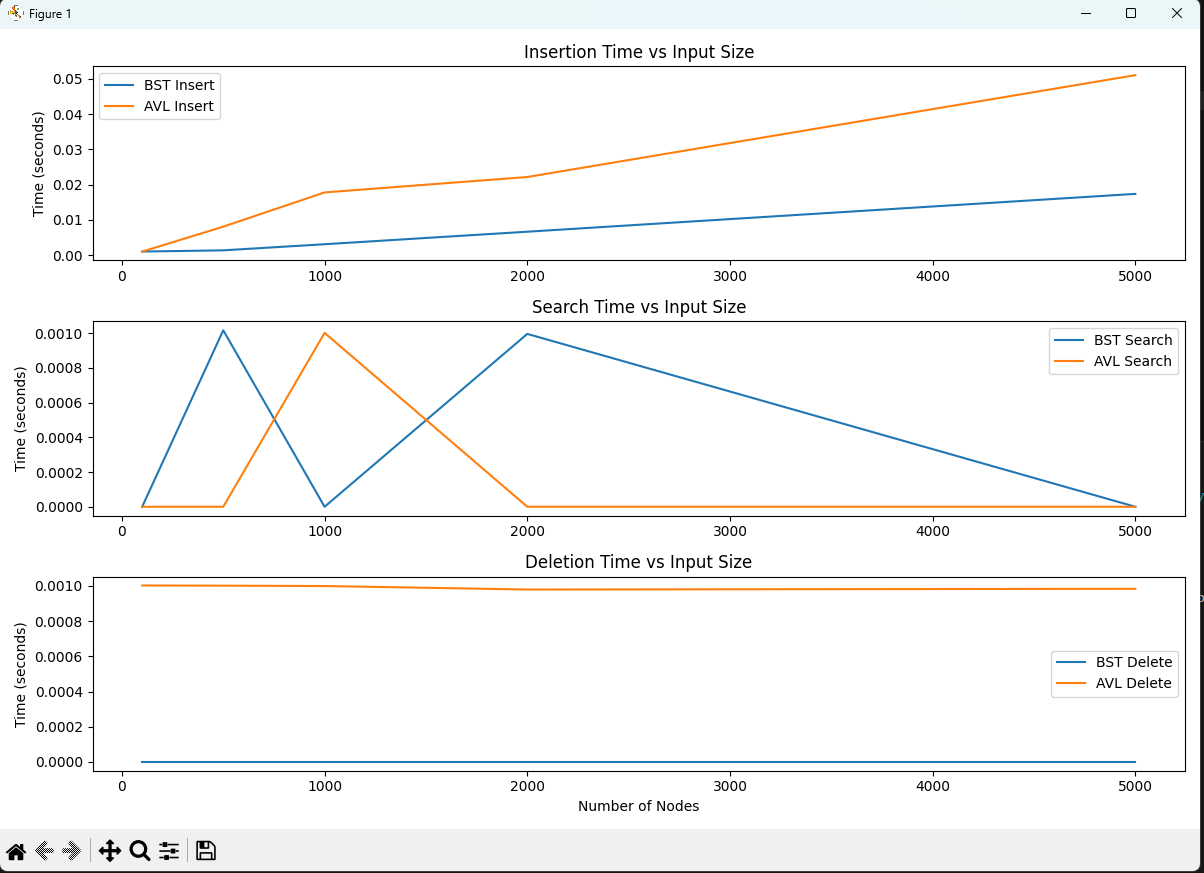 Figure 1
Insertion Time vs Input Size
BST Insert
AVL Insert
Time (seconds)
0.05
0.04
0.03
0.02
0.01
0.00
0 1000 2000 3000 4000 5000
Search Time vs Input Size
BST Search
AVL Search
Time (seconds)
0.0010
0.0008
0.0006
0.0004
0.0002
0.0000
0 1000 2000 3000 4000 5000
Deletion Time vs Input Size
BST Delete
AVL Delete
Time (seconds)
0.0010
0.0008
0.0006
0.0004
0.0002
0.0000
0 1000 2000 3000 4000 5000
Number of Nodes